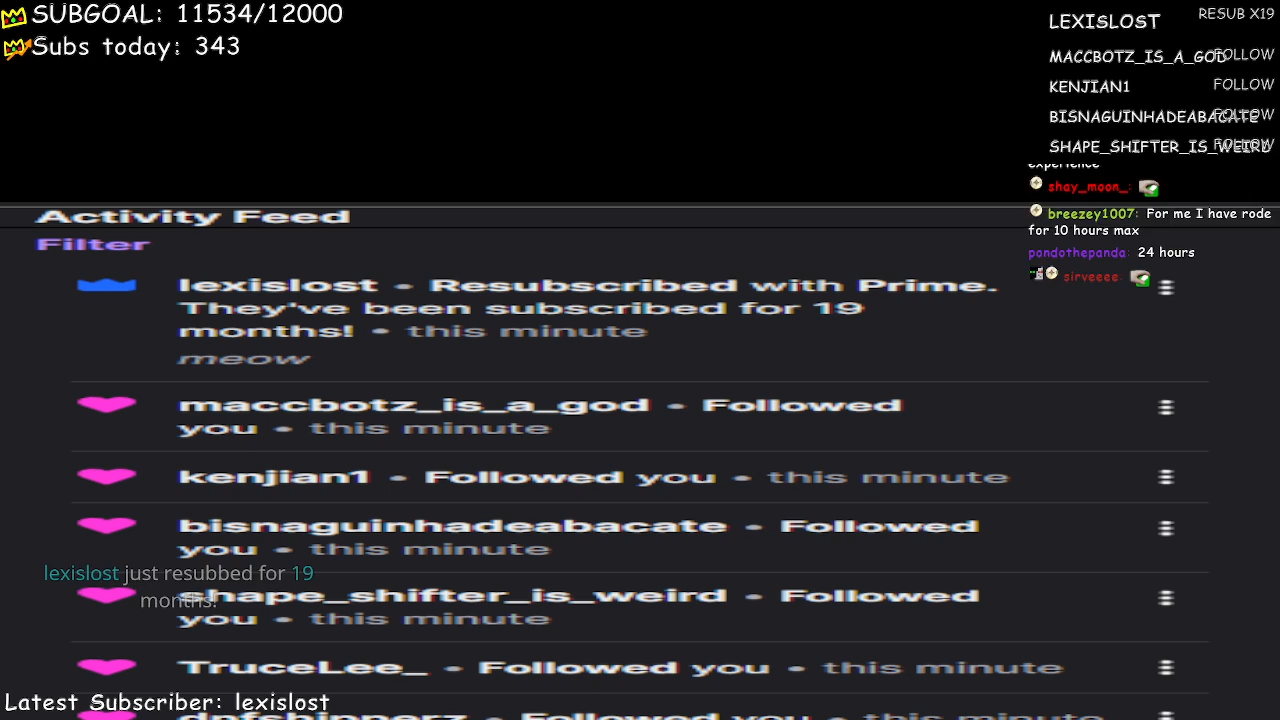 SUBGOAL: 11534/12000
Subs today: 343
LEXISLOST RESUB X19
MACCBOTZ_IS_A_GOD FOLLOW
KENJIAN1 FOLLOW
BISNAGUINHADEABACATE FOLLOW
SHAPE_SHIFTER_IS_WEIRD FOLLOW
experience
shay_moon_:
breezey1007: For me I have rode
for 10 hours max
pondothepanda: 24 hours
sirveeee:
Activity Feed
Filter
lexislost • Resubscribed with Prime.
They've been subscribed for 19
months! • this minute
meow
maccbotz_is_a_god • Followed
you • this minute
kenjian1 • Followed you • this minute
bisnaguinhadeabacate • Followed
you • this minute
lexislost just resubbed for 19
months!
shape_shifter_is_weird • Followed
you • this minute
TruceLee_ • Followed you • this minute
Followed you • this minute
Latest Subscriber: lexislost